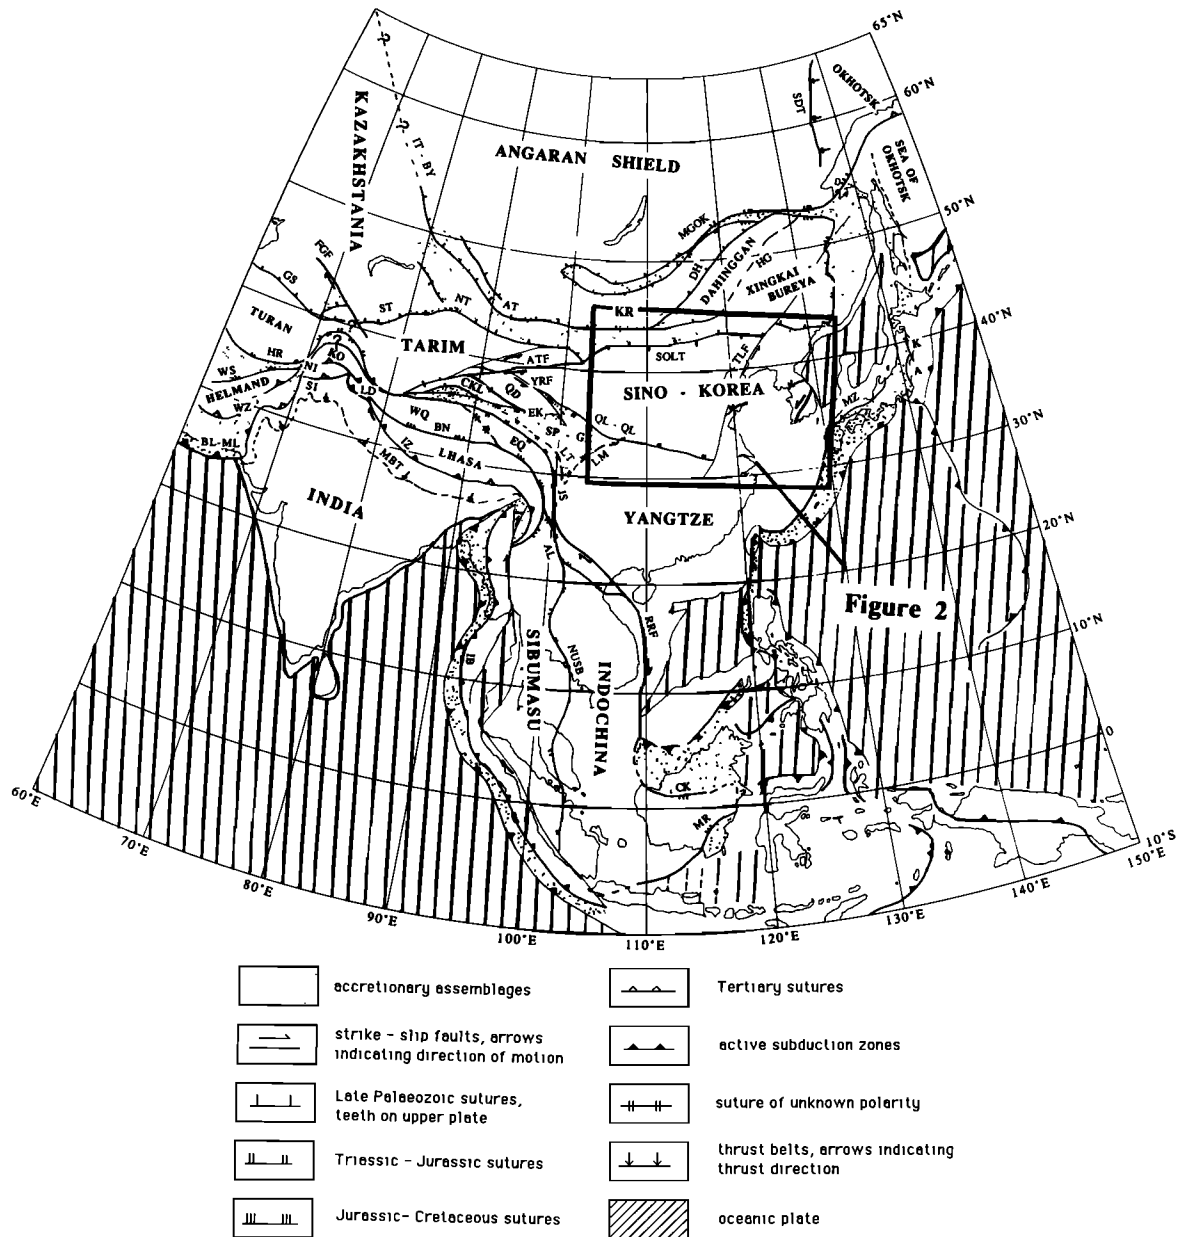 65°N
60°N
OKHOTSK
SDT
SEA OF
OKHOTSK
KAZAKHSTANIA
IT - BY
ANGARAN SHIELD
50°N
MGOK
DH
DAHINGGAN
HG
XINGKAI
BUREYA
FGF
GS
ST
NT
AT
KR
40°N
TURAN
TARIM
ATF
SOLT
TLF
K
A
HR
KO
NI
WS
HELMAND
SI
LD
CKL
QD
YRF
SINO - KOREA
MZ
WZ
WQ
EK
BN
SP
G
QL - QL
30°N
BL-ML
IZ
EQ
LT
LM
MBT
LHASA
JS
INDIA
YANGTZE
20°N
AL
Figure 2
10°N
RRF
SIBUMASU
NUSB
INDOCHINA
IB
0
CK
MR
60°E
70°E
80°E
90°E
100°E
110°E
120°E
130°E
140°E
150°E
10°S
accretionary assemblages
strike - slip faults, arrows
indicating direction of motion
Late Palaeozoic sutures,
teeth on upper plate
Triassic - Jurassic sutures
Jurassic- Cretaceous sutures
Tertiary sutures
active subduction zones
suture of unknown polarity
thrust belts, arrows indicating
thrust direction
oceanic plate